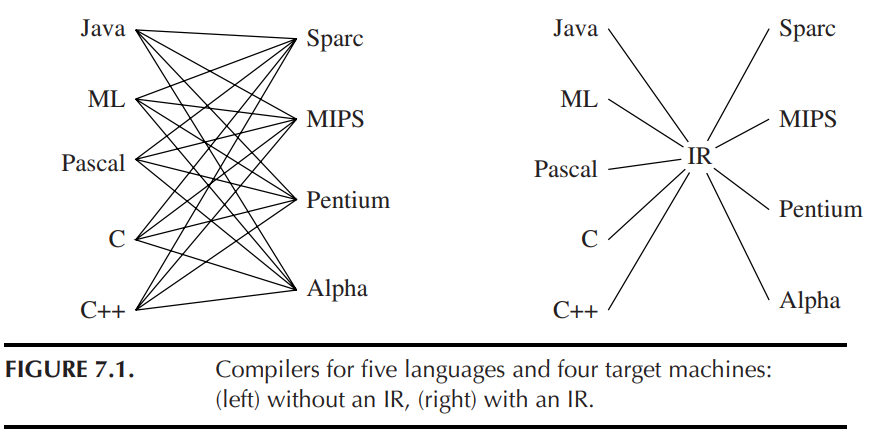 Java
ML
Pascal
C
C++
Sparc
MIPS
Pentium
Alpha
Java
ML
Pascal
C
C++
IR
Sparc
MIPS
Pentium
Alpha
FIGURE 7.1. Compilers for five languages and four target machines:
(left) without an IR, (right) with an IR.